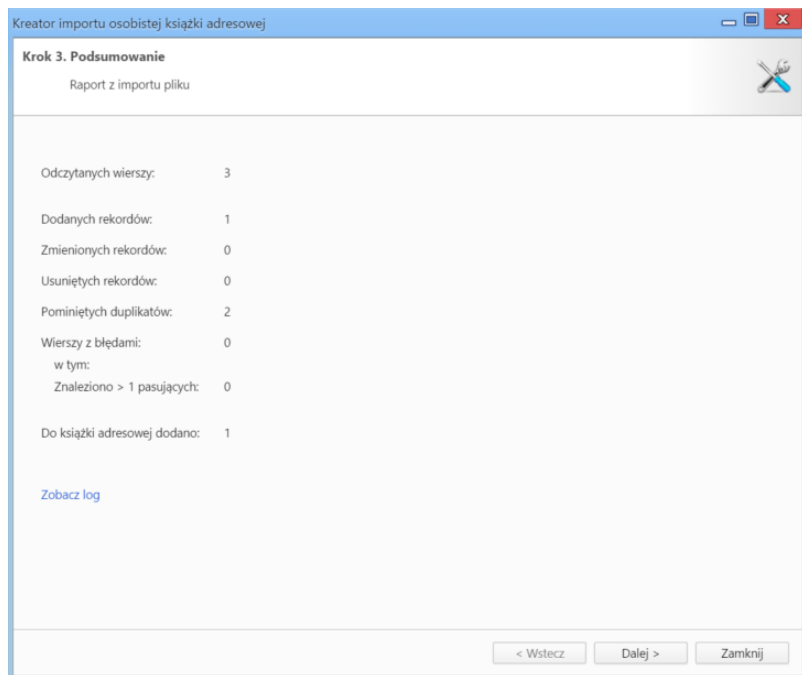 Kreator importu osobistej książki adresowej
Krok 3. Podsumowanie
Raport z importu pliku
Odczytanych wierszy: 3
Dodanych rekordów: 1
Zmienionych rekordów: 0
Usuniętych rekordów: 0
Pominiętych duplikatów: 2
Wierszy z błędami: 0
w tym:
Znaleziono > 1 pasujących: 0
Do książki adresowej dodano: 1
Zobacz log
< Wstecz Dalej > Zamknij